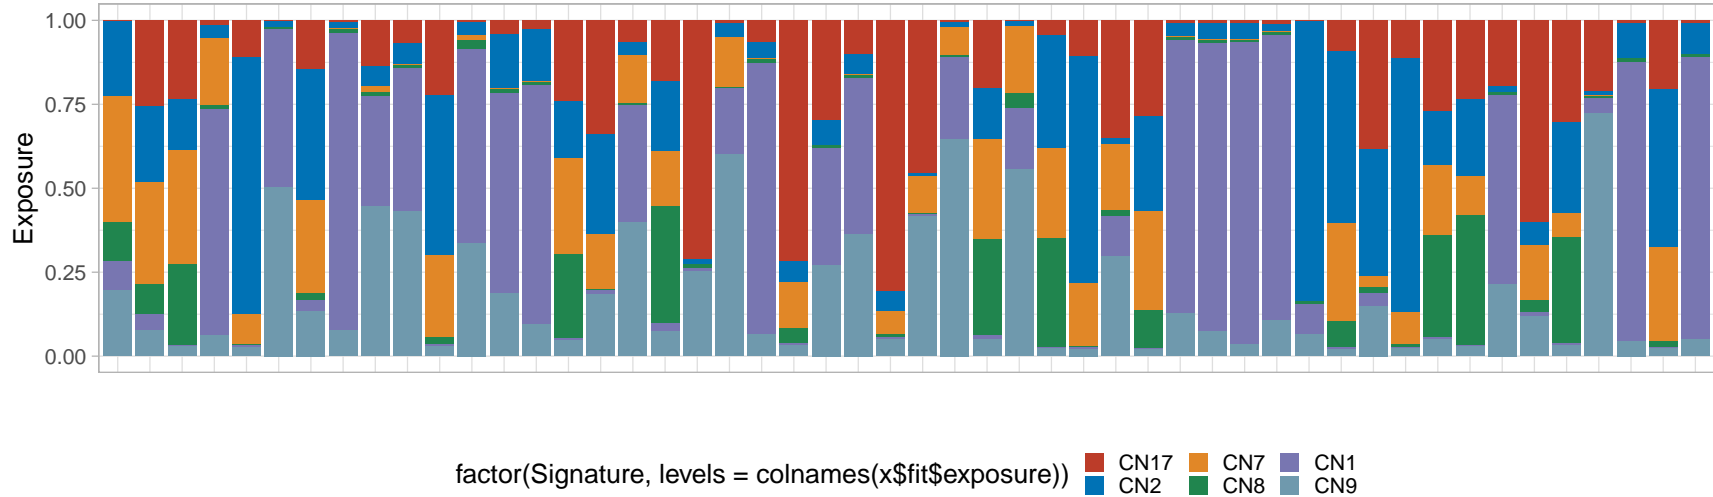 1.00
0.75
0.50
0.25
0.00
Exposure
factor(Signature, levels = colnames(x$fit$exposure))
CN17 CN7 CN1
CN2 CN8 CN9